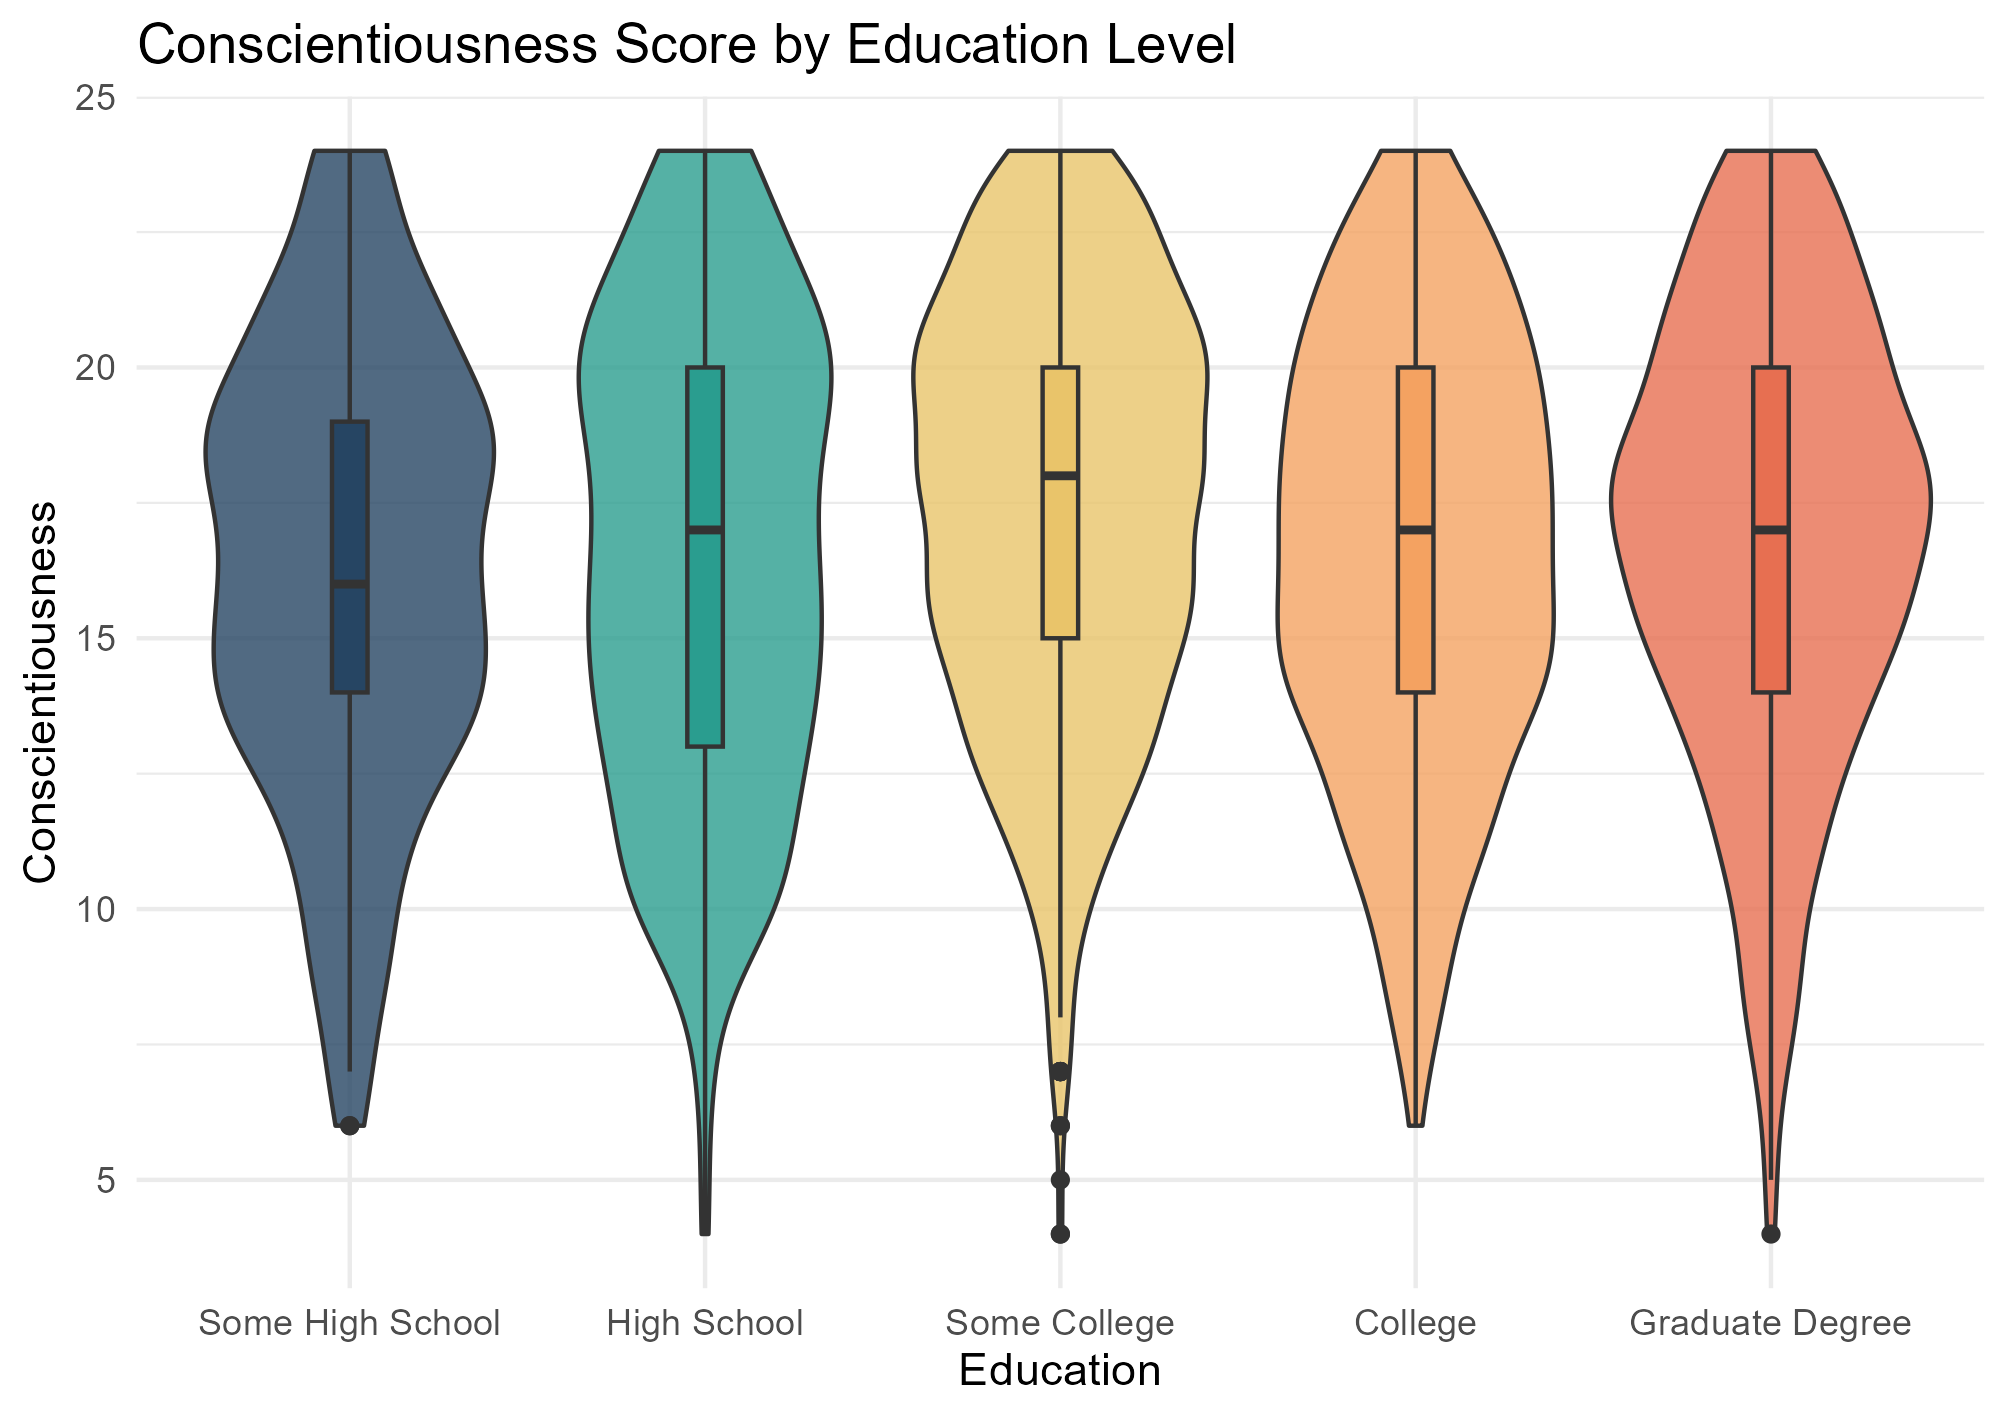 Conscientiousness Score by Education Level
25
20
15
10
5
Conscientiousness
Some High School
High School
Some College
College
Graduate Degree
Education